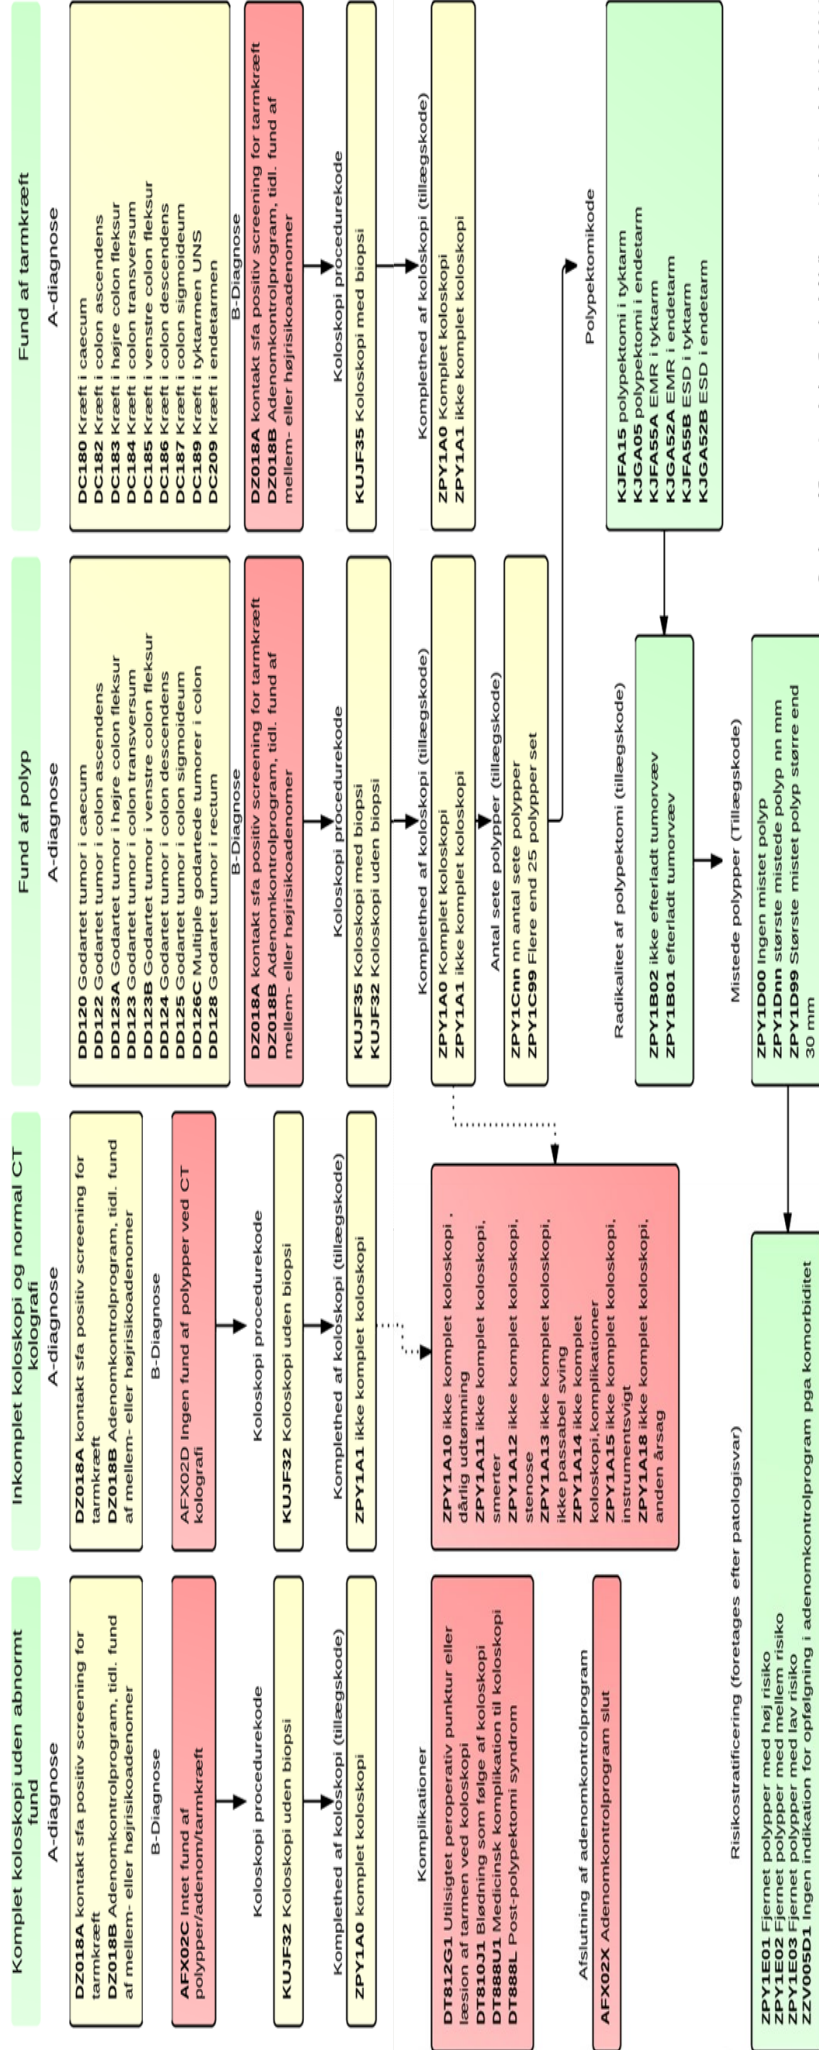 Komplet koloskopi uden abnormt
fund
A-diagnose
DZ018A kontakt sfa positiv screening for
tarmkræft
DZ018B Adenomkontrolprogram, tidl. fund
af mellem- eller højrisikoadenomer
B-Diagnose
AFX02C Intet fund af
polypper/adenom/tarmkræft
Koloskopi procedurekode
KUJF32 Koloskopi uden biopsi
Komplethed af koloskopi (tillægskode)
ZPY1A0 komplet koloskopi
Komplikationer
DT812G1 Utilsigtet peroperativ punktur eller
læsion af tarmen ved koloskopi
DT810J1 Blødning som følge af koloskopi
DT888U1 Medicinsk komplikation til koloskopi
DT888L Post-polypektomi syndrom
Afslutning af adenomkontrolprogram
AFX02X Adenomkontrolprogram slut
Inkomplet koloskopi og normal CT
kolografi
A-diagnose
DZ018A kontakt sfa positiv screening for
tarmkræft
DZ018B Adenomkontrolprogram, tidl. fund
af mellem- eller højrisikoadenomer
B-Diagnose
AFX02D Ingen fund af polypper ved CT
kolografi
Koloskopi procedurekode
KUJF32 Koloskopi uden biopsi
Komplethed af koloskopi (tillægskode)
ZPY1A1 ikke komplet koloskopi
ZPY1A10 ikke komplet koloskopi ,
dårlig udtømning
ZPY1A11 ikke komplet koloskopi,
smerter
ZPY1A12 ikke komplet koloskopi,
stenose
ZPY1A13 ikke komplet koloskopi,
ikke passabel sving
ZPY1A14 ikke komplet
koloskopi,komplikationer
ZPY1A15 ikke komplet koloskopi,
instrumentsvigt
ZPY1A18 ikke komplet koloskopi,
anden årsag
Fund af polyp
A-diagnose
DD120 Godartet tumor i caecum
DD122 Godartet tumor i colon ascendens
DD123A Godartet tumor i højre colon fleksur
DD123 Godartet tumor i colon transversum
DD123B Godartet tumor i venstre colon fleksur
DD124 Godartet tumor i colon descendens
DD125 Godartet tumor i colon sigmoideum
DD126C Multiple godartede tumorer i colon
DD128 Godartet tumor i rectum
B-Diagnose
DZ018A kontakt sfa positiv screening for tarmkræft
DZ018B Adenomkontrolprogram, tidl. fund af
mellem- eller højrisikoadenomer
Koloskopi procedurekode
KUJF35 Koloskopi med biopsi
KUJF32 Koloskopi uden biopsi
Komplethed af koloskopi (tillægskode)
ZPY1A0 Komplet koloskopi
ZPY1A1 ikke komplet koloskopi
Antal sete polypper (tillægskode)
ZPY1Cnn nn antal sete polypper
ZPY1C99 Flere end 25 polypper set
Fund af tarmkræft
A-diagnose
DC180 Kræft i caecum
DC182 Kræft i colon ascendens
DC183 Kræft i højre colon fleksur
DC184 Kræft i colon transversum
DC185 Kræft i venstre colon fleksur
DC186 Kræft i colon descendens
DC187 Kræft i colon sigmoideum
DC189 Kræft i tyktarmen UNS
DC209 Kræft i endetarmen
B-Diagnose
DZ018A kontakt sfa positiv screening for tarmkræft
DZ018B Adenomkontrolprogram, tidl. fund af
mellem- eller højrisikoadenomer
Koloskopi procedurekode
KUJF35 Koloskopi med biopsi
Komplethed af koloskopi (tillægskode)
ZPY1A0 Komplet koloskopi
ZPY1A1 ikke komplet koloskopi
Polypektomikode
KJFA15 polypektomi i tyktarm
KJGA05 polypektomi i endetarm
KJFA55A EMR i tyktarm
KJGA52A EMR i endetarm
KJFA55B ESD i tyktarm
KJGA52B ESD i endetarm
Radikalitet af polypektomi (tillægskode)
ZPY1B02 ikke efterladt tumorvæv
ZPY1B01 efterladt tumorvæv
Mistede polypper (Tillægskode)
ZPY1D00 Ingen mistet polyp
ZPY1Dnn største mistede polyp nn mm
ZPY1D99 Største mistet polyp større end
30 mm
Risikostratificering (foretages efter patologisvar)
ZPY1E01 Fjernet polypper med høj risiko
ZPY1E02 Fjernet polypper med mellem risiko
ZPY1E03 Fjernet polypper med lav risiko
ZZV005D1 Ingen indikation for opfølgning i adenomkontrolprogram pga komorbiditet